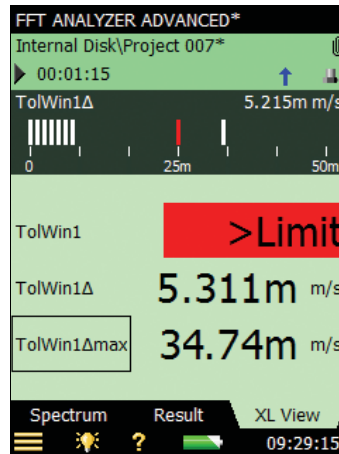 FFT ANALYZER ADVANCED*
Internal Disk\Project 007*
00:01:15
TolWin1Δ 5.215m m/s
0 25m 50m
TolWin1 >Limit
TolWin1Δ 5.311m m/s
TolWin1Δmax 34.74m m/s
Spectrum Result XL View
? 09:29:15